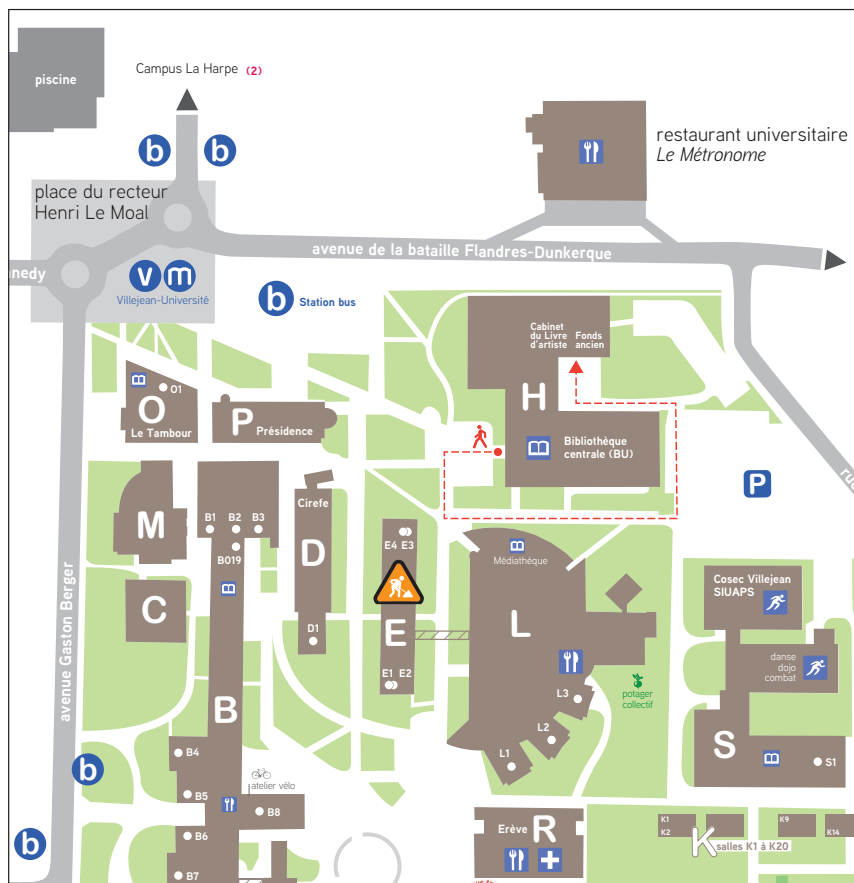 piscine
Campus La Harpe (2)
b
b
restaurant universitaire
Le Métronome
place du recteur
Henri Le Moal
avenue de la bataille Flandres-Dunkerque
nnedy
v m
Villejean-Université
b Station bus
Cabinet
du Livre
d'artiste
Fonds
ancien
O1
O
Le Tambour
P
Présidence
H
Bibliothèque
centrale (BU)
P
rue
Cirefe
M
B1 B2 B3
B019
D
E4 E3
Médiathèque
Cosec Villejean
SIUAPS
C
D1
E
L
E1 E2
danse
dojo
combat
potager
collectif
avenue Gaston Berger
B
L3
L2
L1
S
S1
B4
b
atelier vélo
B5
B8
B6
B7
b
Erève
R
K1
K2
K
salles K1 à K20
K9
K14